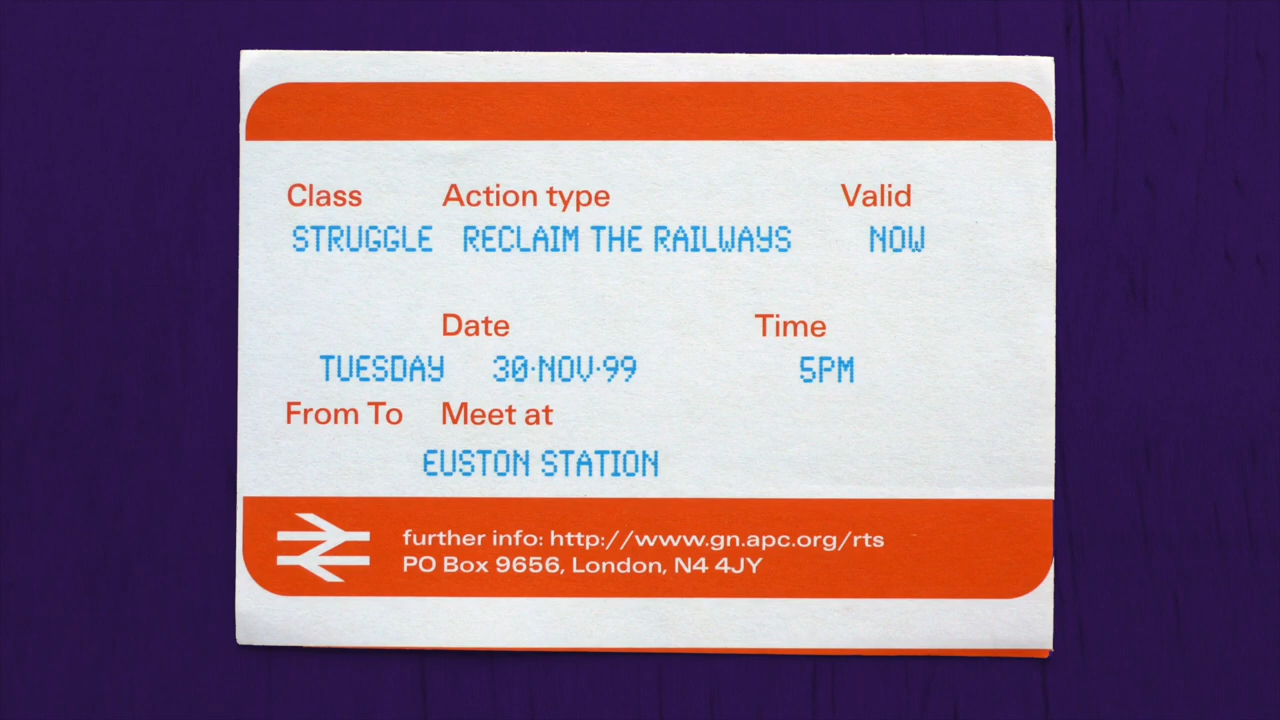 Class Action type Valid
STRUGGLE RECLAIM THE RAILWAYS NOW
Date Time
TUESDAY 30·NOV·99 5PM
From To Meet at
EUSTON STATION
further info: http://www.gn.apc.org/rts
PO Box 9656, London, N4 4JY